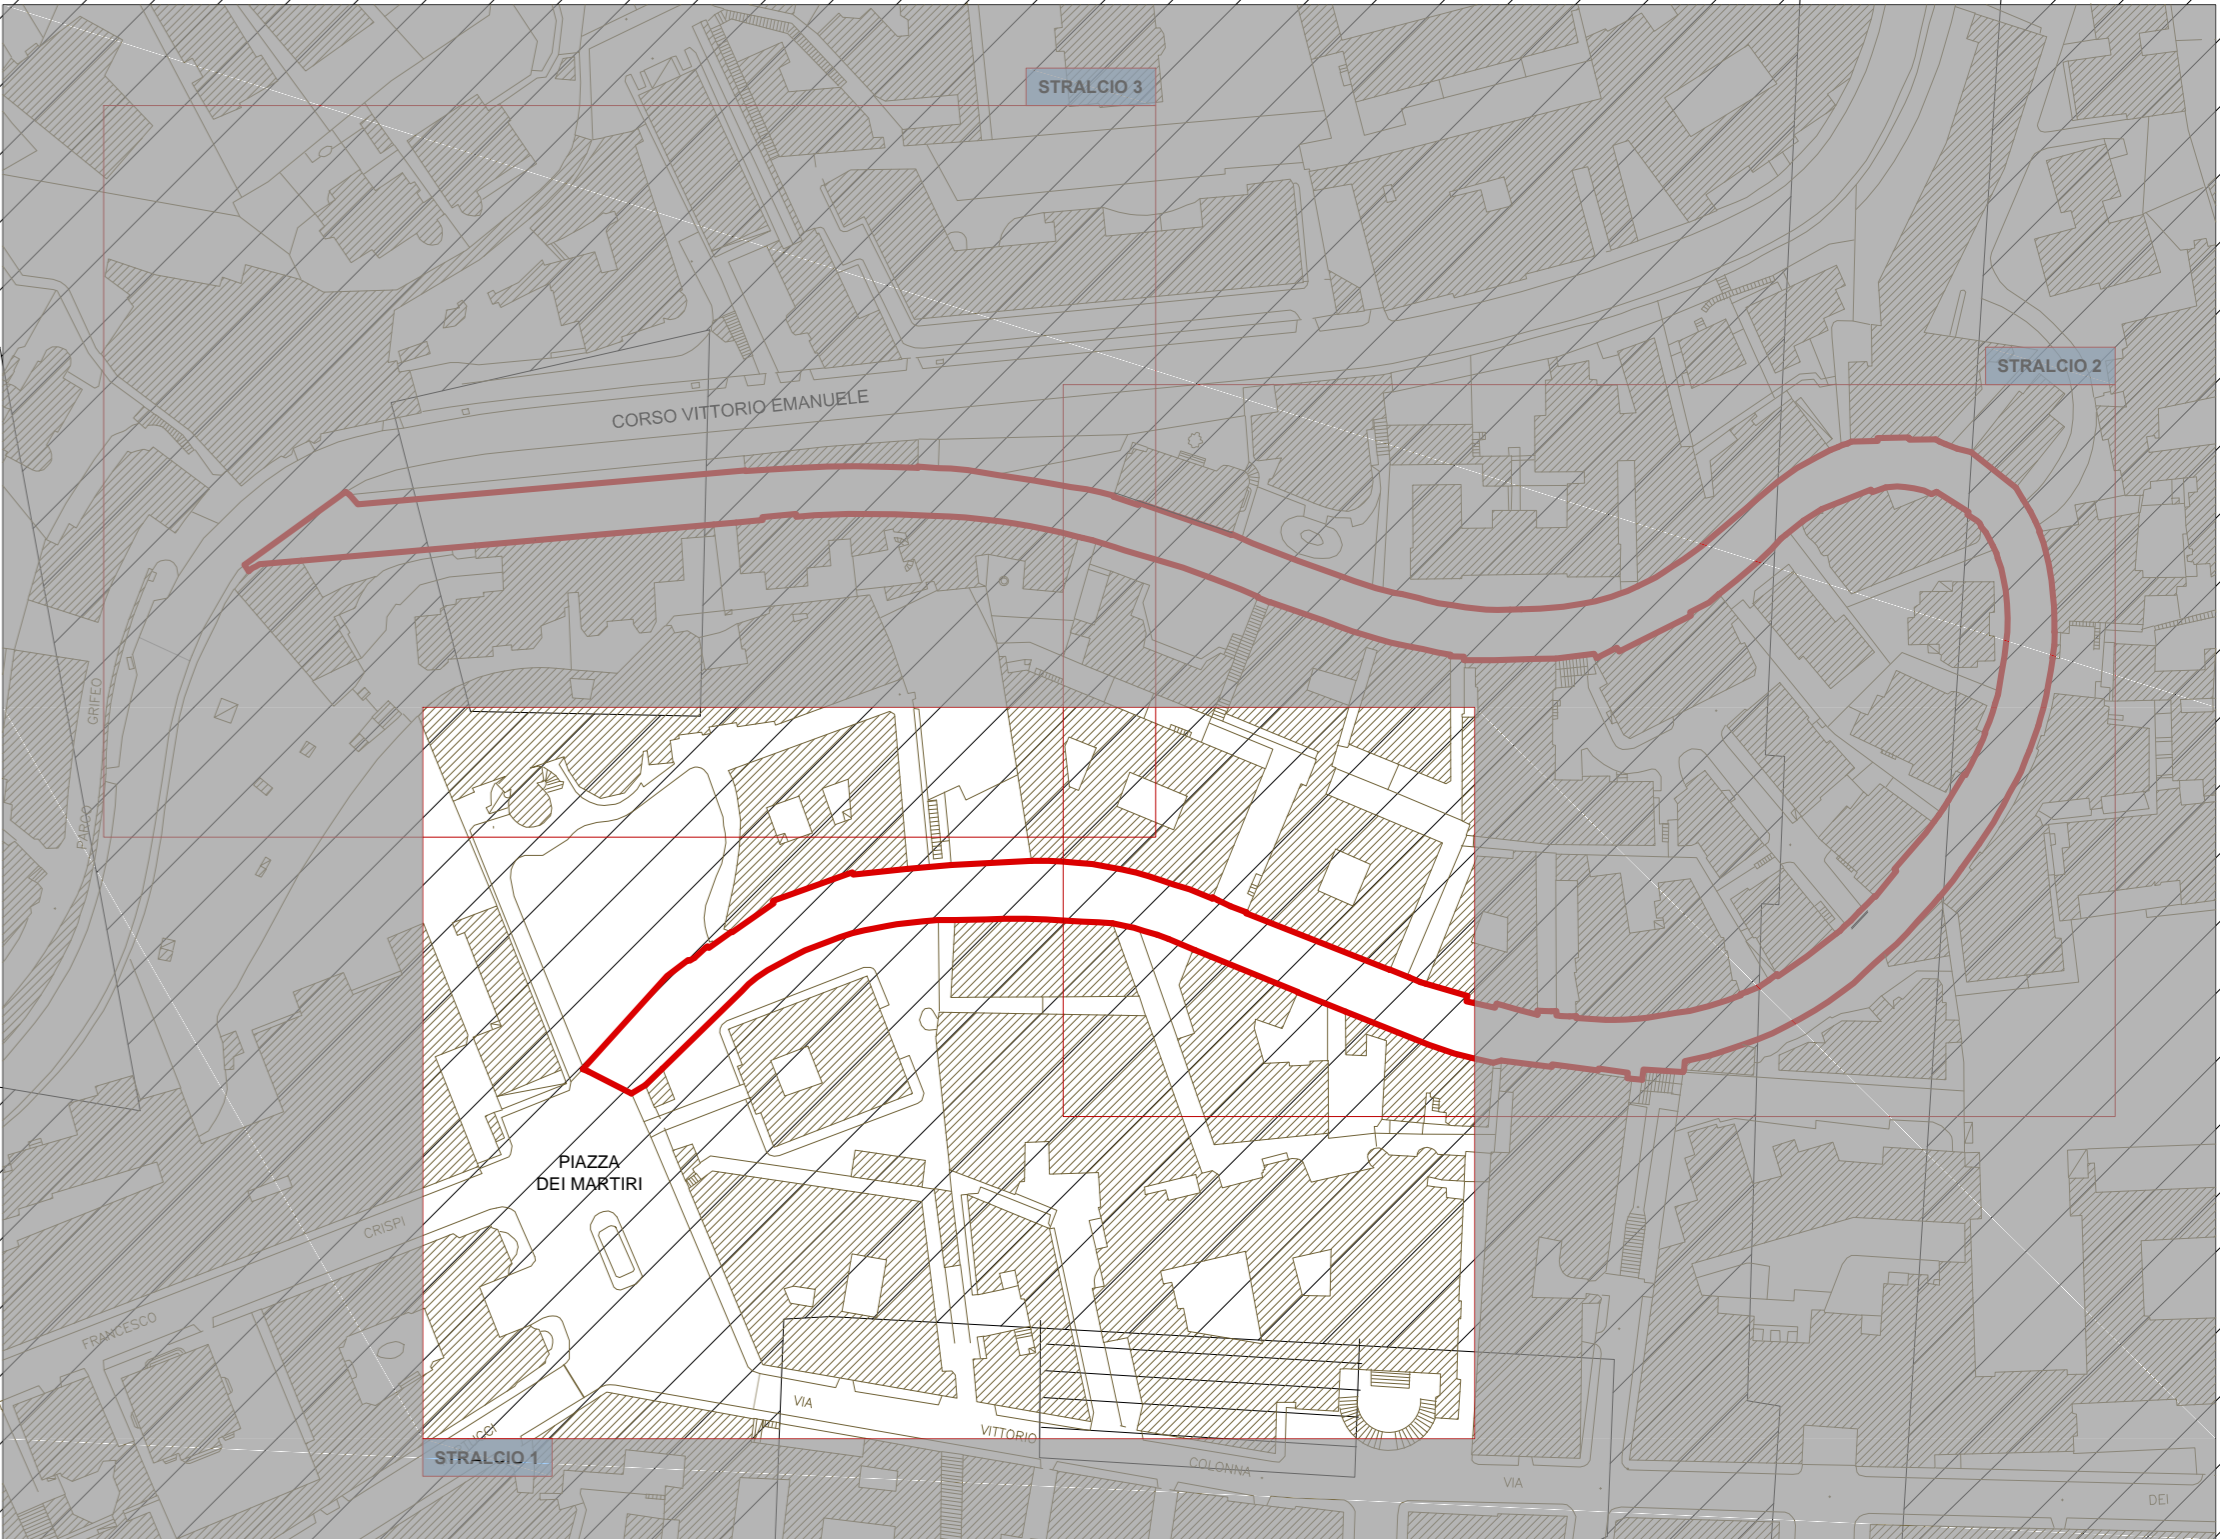 STRALCIO 3
STRALCIO 2
CORSO VITTORIO EMANUELE
GRIFEO
PARCO
PIAZZA
DEI MARTIRI
CRISPI
FRANCESCO
VIA
VITTORIO
STRALCIO 1
COLONNA
VIA
DEI